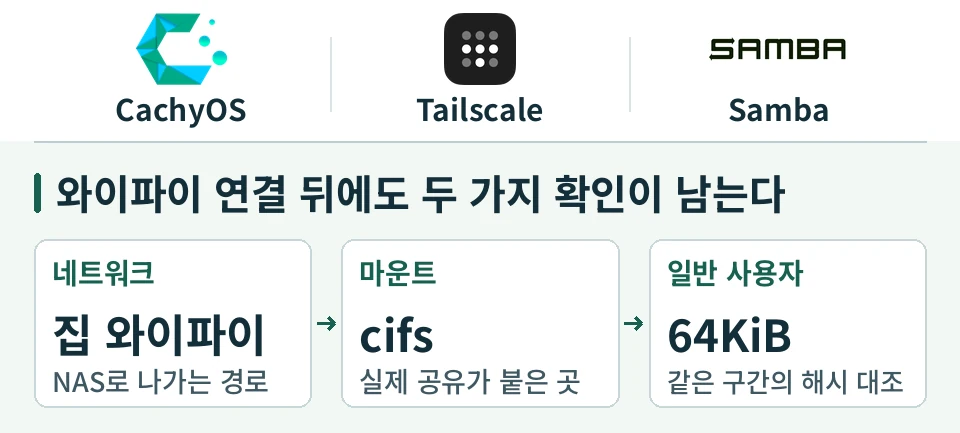 CachyOS
Tailscale
SAMBA
Samba
와이파이 연결 뒤에도 두 가지 확인이 남는다
네트워크
집 와이파이
NAS로 나가는 경로
→
마운트
cifs
실제 공유가 붙은 곳
→
일반 사용자
64KiB
같은 구간의 해시 대조